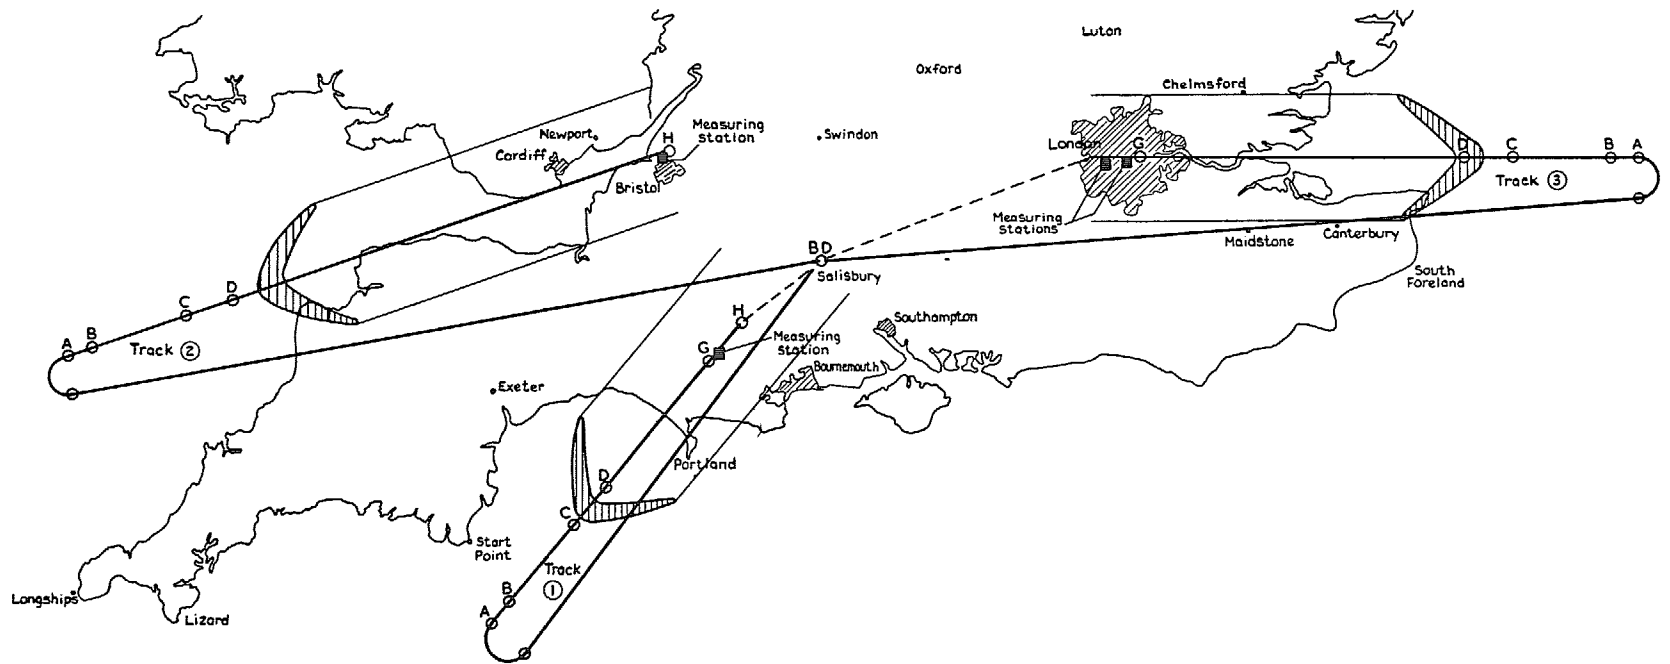 Luton
Oxford
Chelmsford
Newport
Measuring
Station
H
Swindon
Cardiff
London
G
D
C
B
A
Bristol
Track ③
Measuring
Stations
Maidstone
Canterbury
B D
Salisbury
South
Foreland
D
C
B
A
Track ②
H
Southampton
Measuring
Station
G
Bournemouth
Exeter
Portland
D
C
Start
Point
Track
①
B
A
Longships
Lizard